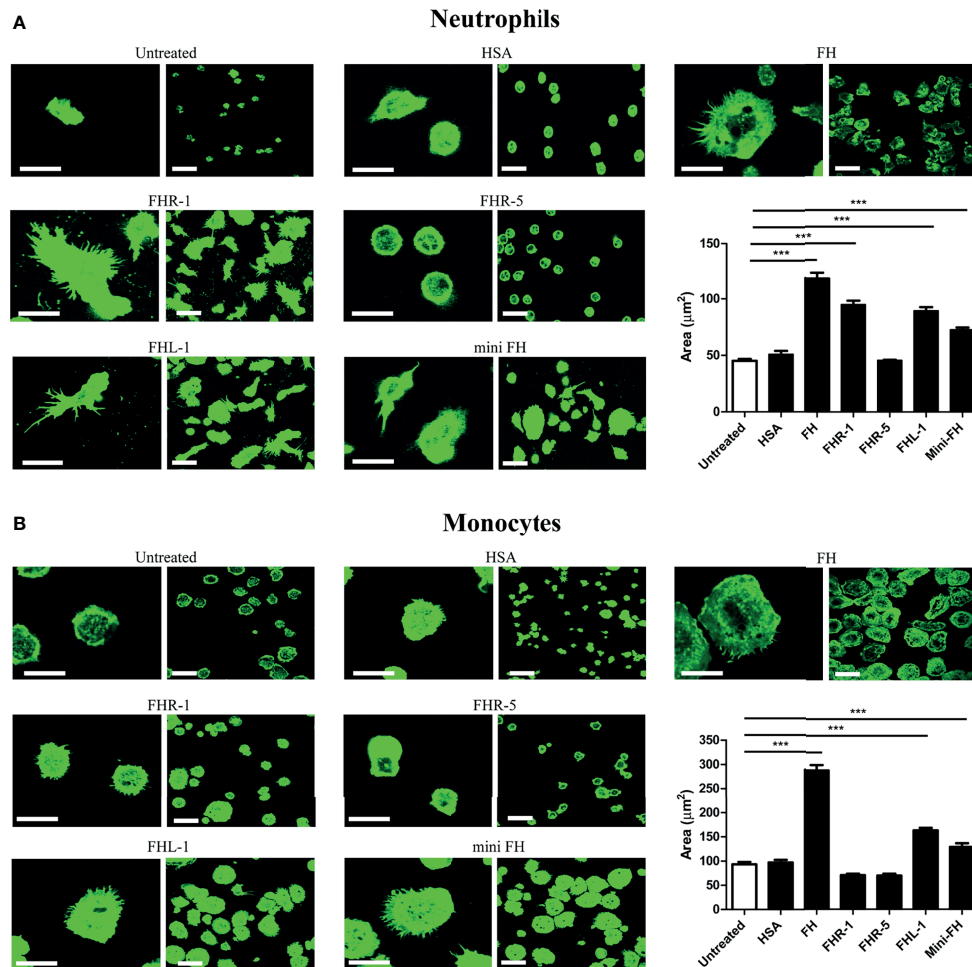 A
Neutrophils
Untreated
HSA
FH
FHR-1
FHR-5
FHL-1
mini FH
***
***
***
***
150
100
50
0
Area (μm²)
Untreated
HSA
FH
FHR-1
FHR-5
FHL-1
Mini-FH
B
Monocytes
Untreated
HSA
FH
FHR-1
FHR-5
FHL-1
mini FH
***
***
***
350
300
250
200
150
100
50
0
Area (μm²)
Untreated
HSA
FH
FHR-1
FHR-5
FHL-1
Mini-FH